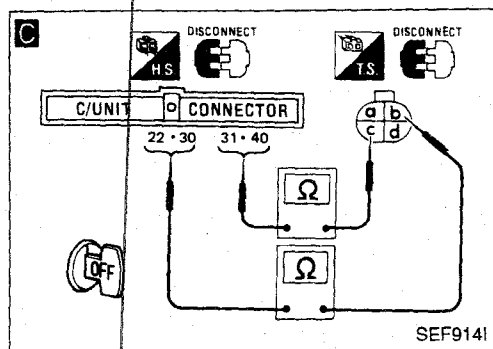 C
DISCONNECT
DISCONNECT
H.S.
T.S.
C/UNIT CONNECTOR
a b
22・30 31・40
c d
Ω
OFF
Ω
SEF914I